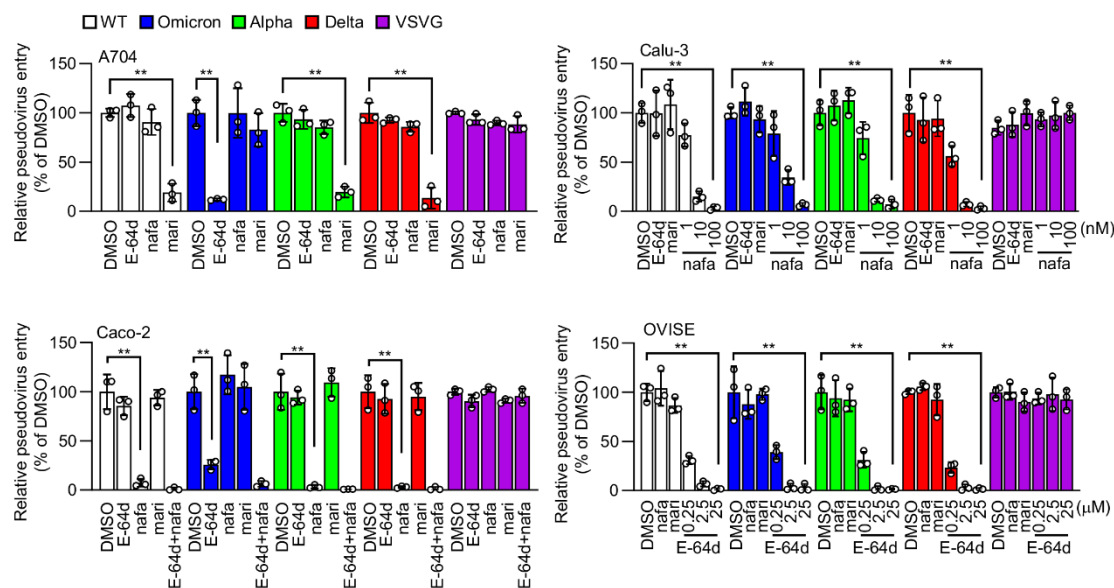 WT Omicron Alpha Delta VSVG
A704
Relative pseudovirus entry
(% of DMSO)
150
100
50
0
** ** ** **
DMSO E-64d nafa mari DMSO E-64d nafa mari DMSO E-64d nafa mari DMSO E-64d nafa mari DMSO E-64d nafa mari
Calu-3
Relative pseudovirus entry
(% of DMSO)
150
100
50
0
** ** ** **
DMSO E-64d mari 1 10 100 DMSO E-64d mari 1 10 100 DMSO E-64d mari 1 10 100 DMSO E-64d mari 1 10 100 DMSO E-64d mari 1 10 100 (nM)
nafa nafa nafa nafa nafa
Caco-2
Relative pseudovirus entry
(% of DMSO)
150
100
50
0
** ** ** **
DMSO E-64d nafa mari E-64d+nafa DMSO E-64d nafa mari E-64d+nafa DMSO E-64d nafa mari E-64d+nafa DMSO E-64d nafa mari E-64d+nafa DMSO E-64d nafa mari E-64d+nafa
OVISE
Relative pseudovirus entry
(% of DMSO)
150
100
50
0
** ** ** **
DMSO nafa mari 0.25 2.5 25 DMSO nafa mari 0.25 2.5 25 DMSO nafa mari 0.25 2.5 25 DMSO nafa mari 0.25 2.5 25 DMSO nafa mari 0.25 2.5 25 (μM)
E-64d E-64d E-64d E-64d E-64d